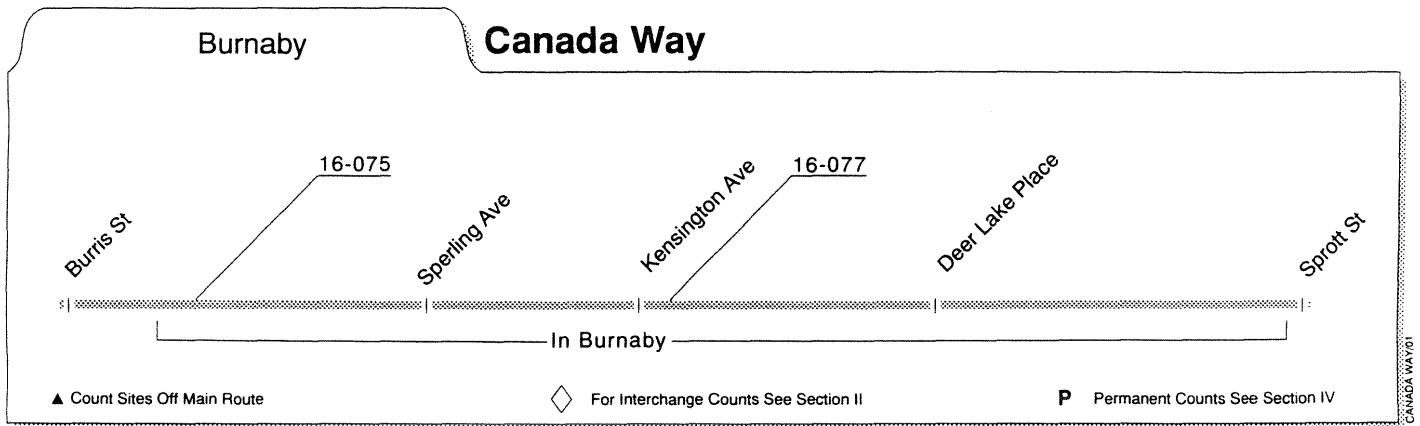 Burnaby
Canada Way
16-075
16-077
Burris St
Sperling Ave
Kensington Ave
Deer Lake Place
Sprott St
In Burnaby
▲ Count Sites Off Main Route
◇ For Interchange Counts See Section II
P Permanent Counts See Section IV
CANADA WAY/01